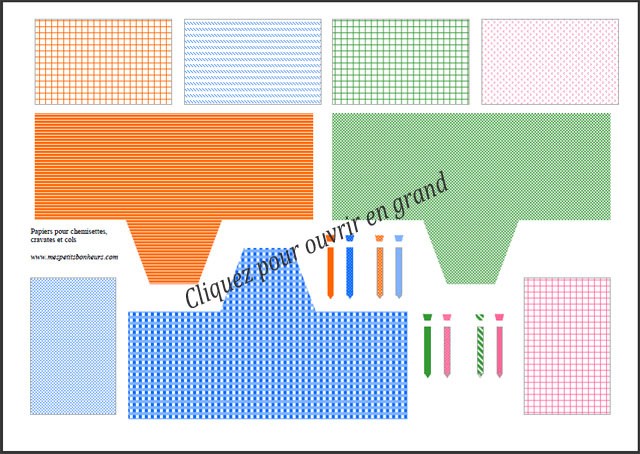 Cliquez pour ouvrir en grand
Papiers pour chemisettes,
cravates et cols
www.mespetitsbonheurs.com